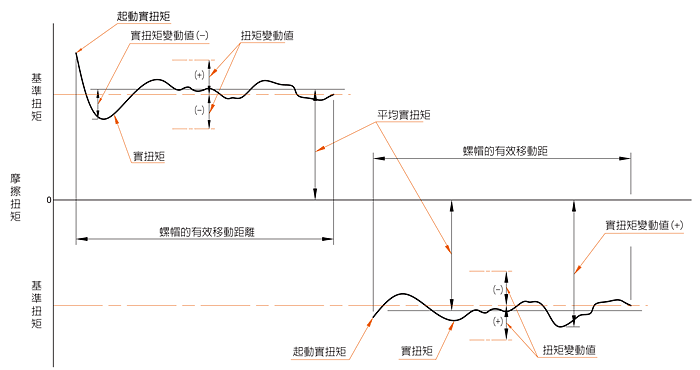 起動實扭矩
實扭矩變動值(-)
扭矩變動值
(+)
(-)
基準扭矩
平均實扭矩
實扭矩
螺帽的有效移動距
摩擦扭矩
0
螺帽的有效移動距離
實扭矩變動值(+)
基準扭矩
(-)
(+)
起動實扭矩
實扭矩
扭矩變動值